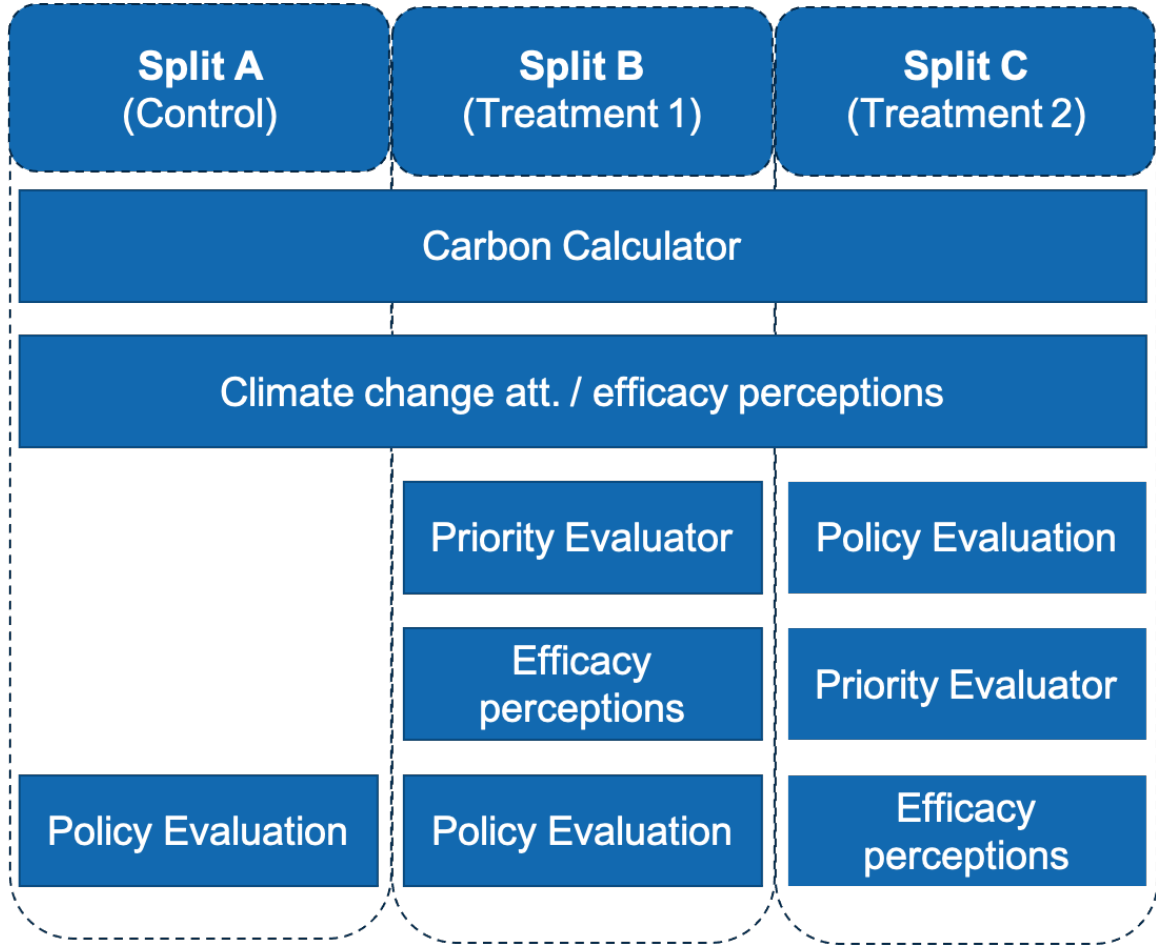 Split A
(Control)
Split B
(Treatment 1)
Split C
(Treatment 2)
Carbon Calculator
Climate change att. / efficacy perceptions
Priority Evaluator
Policy Evaluation
Efficacy
perceptions
Priority Evaluator
Policy Evaluation
Policy Evaluation
Efficacy
perceptions